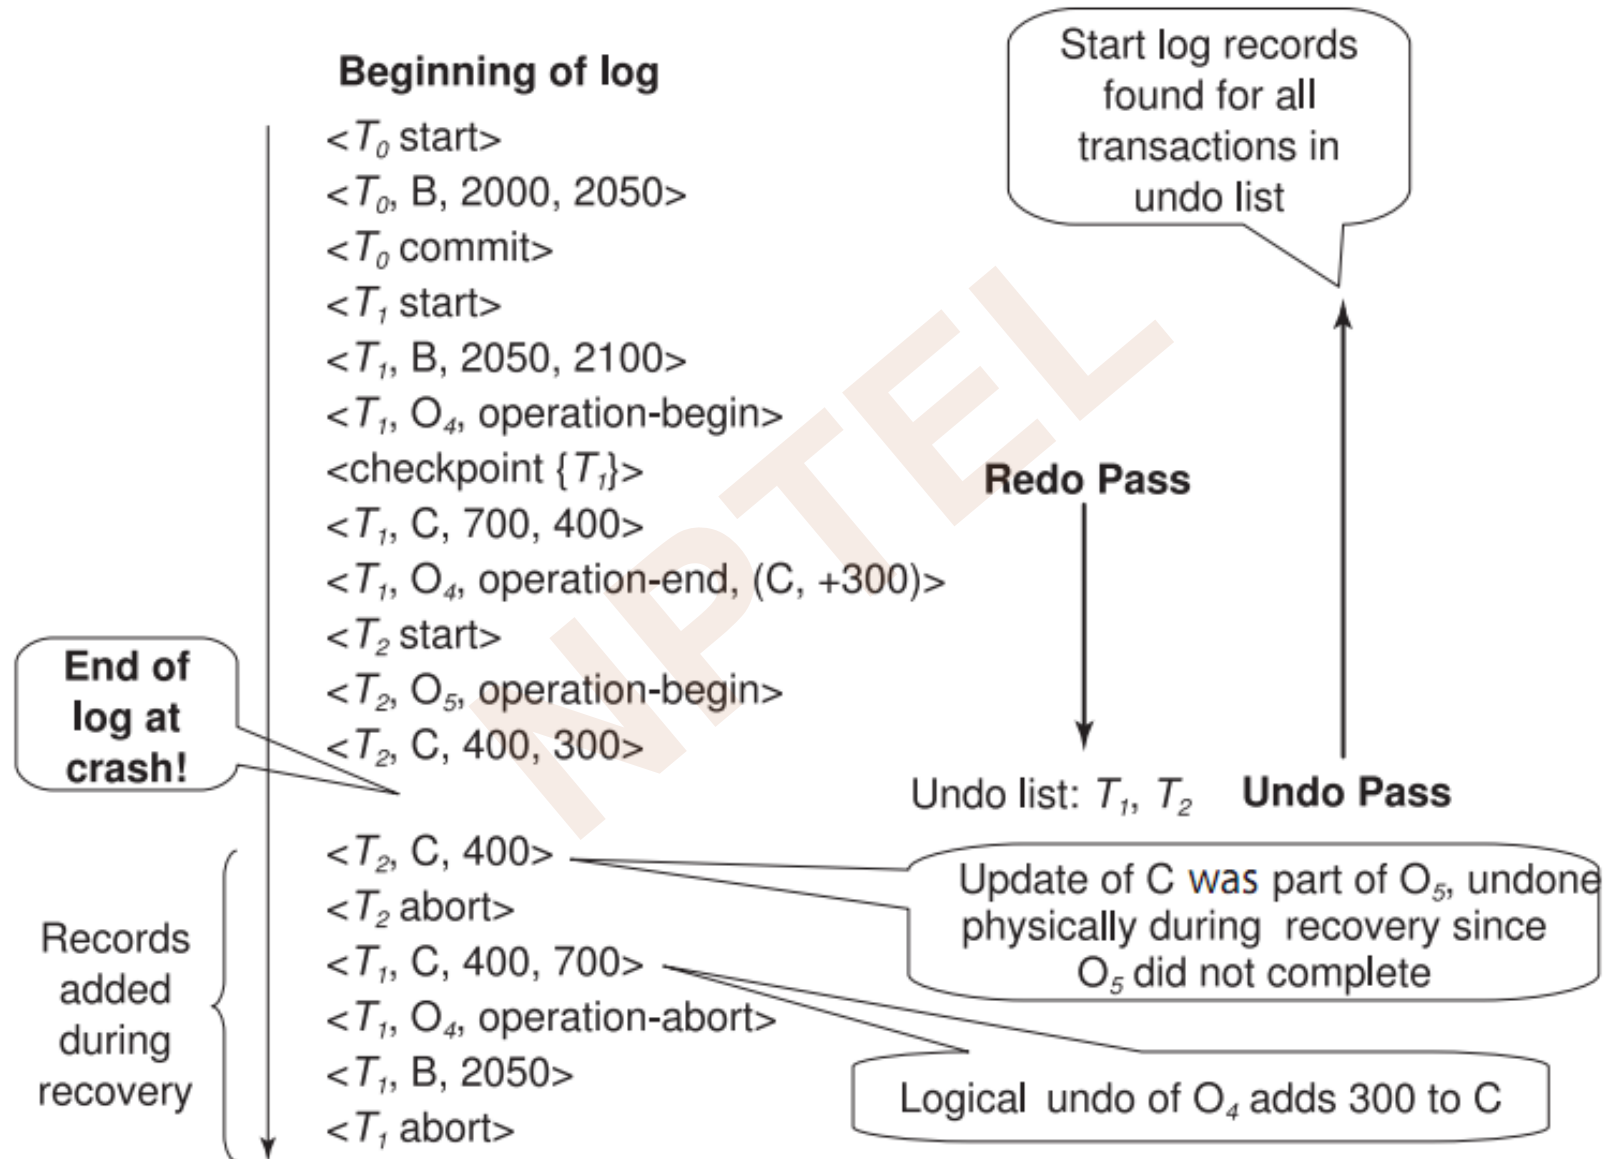 Beginning of log
<T₀ start>
<T₀, B, 2000, 2050>
<T₀ commit>
<T₁ start>
<T₁, B, 2050, 2100>
<T₁, O₄, operation-begin>
<checkpoint {T₁}>
<T₁, C, 700, 400>
<T₁, O₄, operation-end, (C, +300)>
<T₂ start>
<T₂, O₅, operation-begin>
<T₂, C, 400, 300>
Start log records
found for all
transactions in
undo list
Redo Pass
End of
log at
crash!
Undo list: T₁, T₂
Undo Pass
<T₂, C, 400>
<T₂ abort>
<T₁, C, 400, 700>
<T₁, O₄, operation-abort>
<T₁, B, 2050>
<T₁ abort>
Records
added
during
recovery
Update of C was part of O₅, undone
physically during recovery since
O₅ did not complete
Logical undo of O₄ adds 300 to C
NPTEL